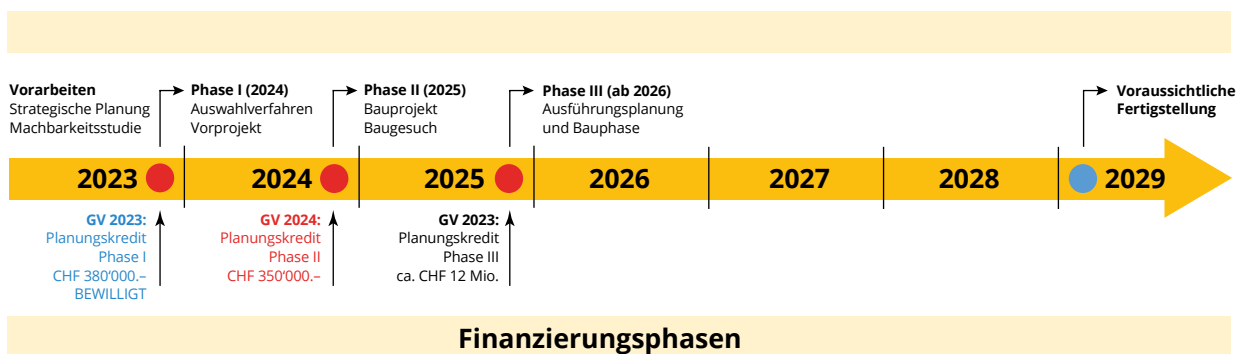 Vorarbeiten
Strategische Planung
Machbarkeitsstudie
Phase I (2024)
Auswahlverfahren
Vorprojekt
Phase II (2025)
Bauprojekt
Baugesuch
Phase III (ab 2026)
Ausführungsplanung
und Bauphase
Voraussichtliche
Fertigstellung
2023
2024
2025
2026
2027
2028
2029
GV 2023:
Planungskredit
Phase I
CHF 380‘000.–
BEWILLIGT
GV 2024:
Planungskredit
Phase II
CHF 350‘000.–
GV 2023:
Planungskredit
Phase III
ca. CHF 12 Mio.
Finanzierungsphasen